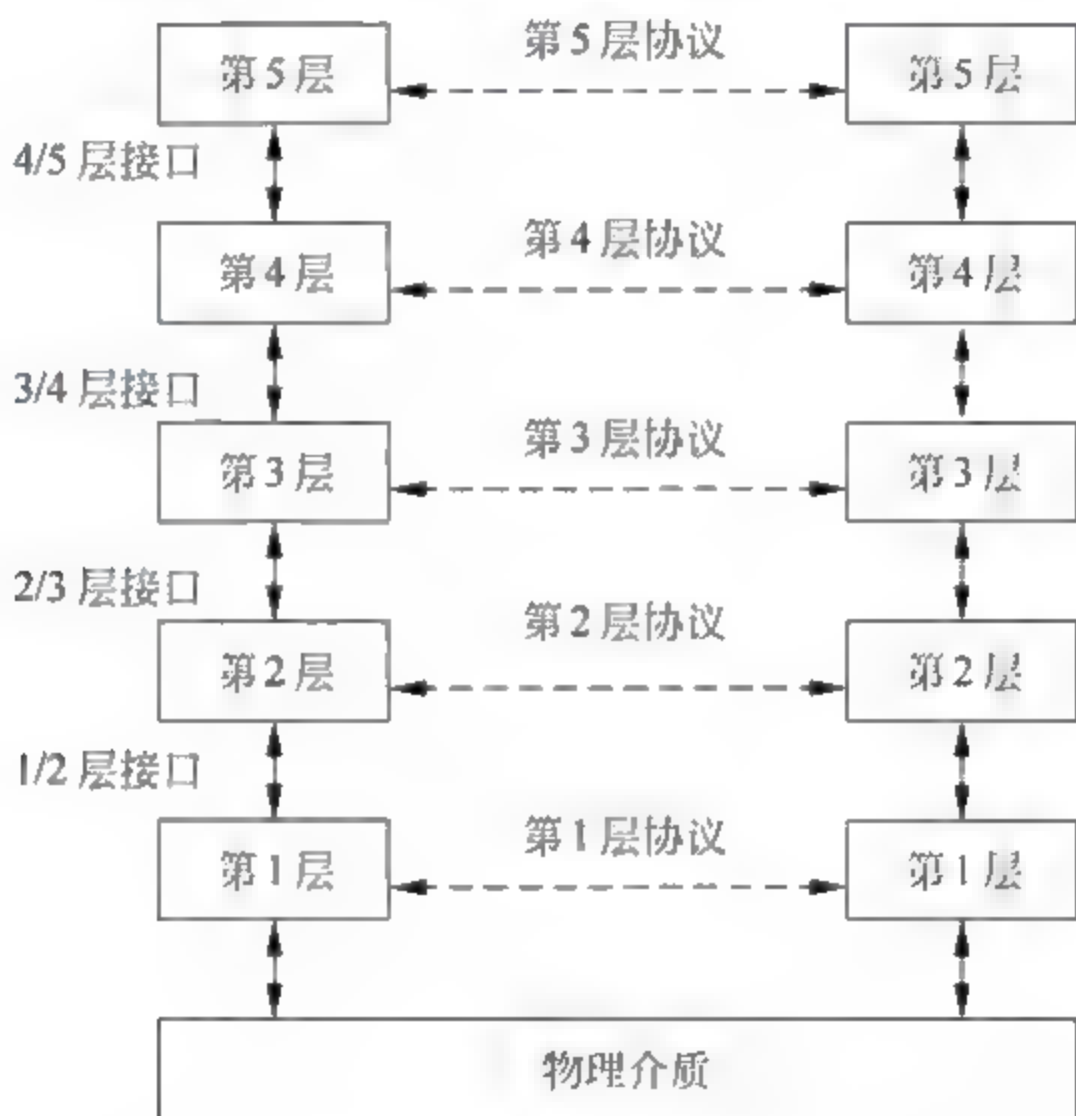 第5层协议
第5层
第5层
4/5 层接口
第4层协议
第4层
第4层
3/4 层接口
第3层协议
第3层
第3层
2/3 层接口
第2层协议
第2层
第2层
1/2 层接口
第1层协议
第1层
第1层
物理介质